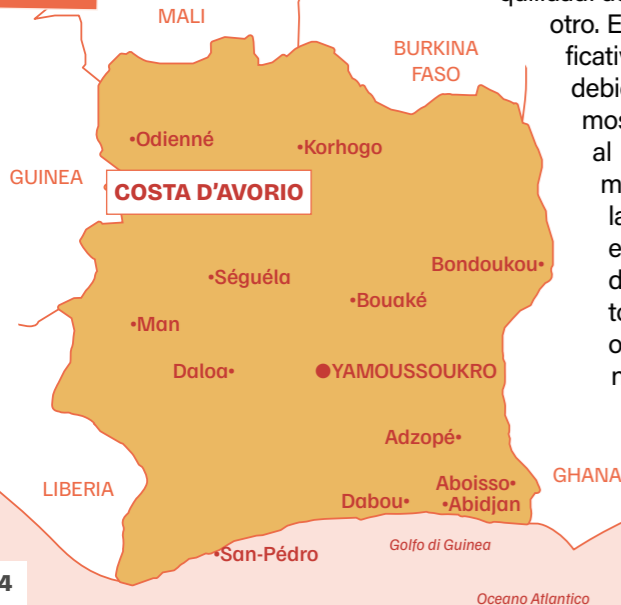 MALI
BURKINA
FASO
otro. E
ficativ
debi
mos
al
m
la
e
d
to
o
n
•Odienné
•Korhogo
GUINEA
COSTA D'AVORIO
Bondoukou•
•Séguéla
•Bouaké
•Man
Daloa•
●YAMOUSSOUKRO
Adzopé•
Aboisso•
GHANA
LIBERIA
Dabou•
•Abidjan
•San-Pédro
Golfo di Guinea
4
Oceano Atlantico